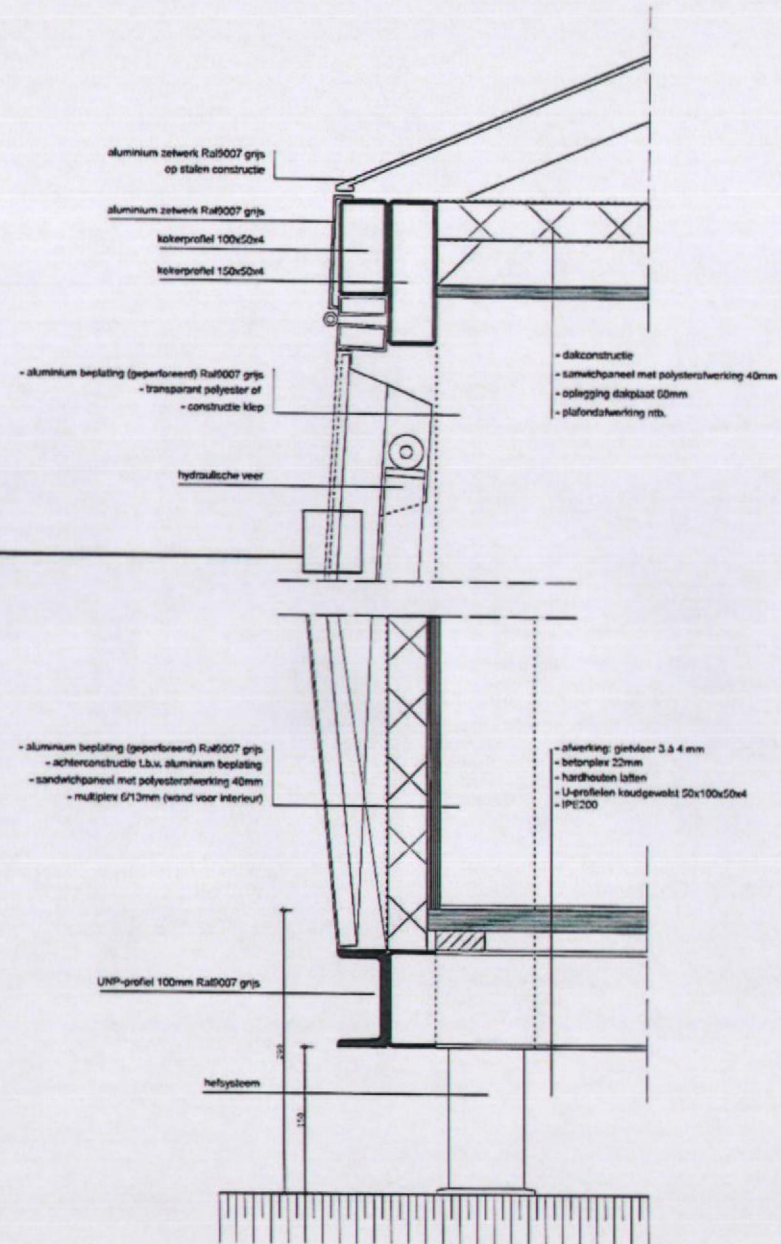 aluminium zetwerk Ral9007 grijs
op stalen constructie
aluminium zetwerk Ral9007 grijs
kokerprofiel 100x50x4
kokerprofiel 150x50x4
- aluminium beplating (geperforeerd) Ral9007 grijs
- transparant polyester of
- constructie klep
hydraulische veer
- dakconstructie
- sanwichpaneel met polysterafwerking 40mm
- oplegging dakplaat 60mm
- plafondafwerking ntb.
- aluminium beplating (geperforeerd) Ral9007 grijs
- achterconstructie t.b.v. aluminium beplating
- sandwichpaneel met polyesterafwerking 40mm
- multiplex 6/13mm (wand voor interieur)
- afwerking: gietvloer 3 à 4 mm
- betonplex 22mm
- hardhouten latten
- U-profielen koudgewalst 50x100x50x4
- IPE200
UNP-profiel 100mm Ral9007 grijs
hefsysteem
150